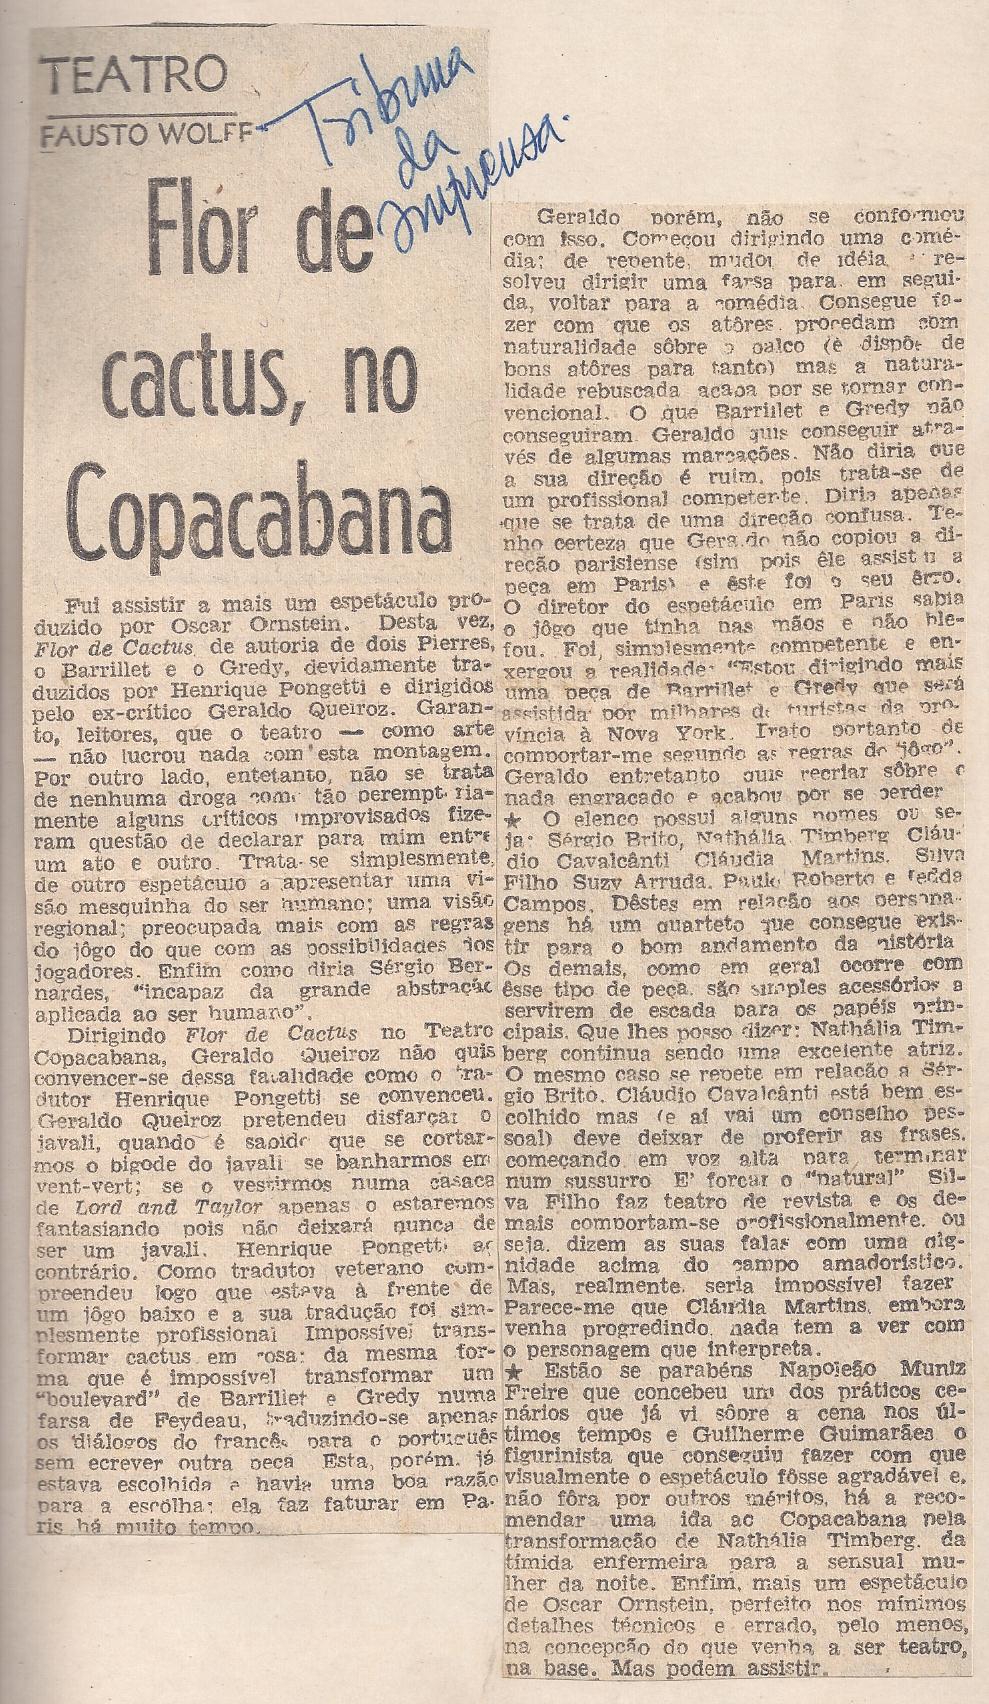 TEATRO
FAUSTO WOLFF
Tribuna
da
Imprensa.
Flor de
cactus, no
Copacabana
Fui assistir a mais um espetáculo pro-
duzido por Oscar Ornstein. Desta vez,
Flor de Cactus, de autoria de dois Pierres,
o Barrillet e o Gredy, devidamente tra-
duzidos por Henrique Pongetti e dirigidos
pelo ex-crítico Geraldo Queiroz. Garan-
to, leitores, que o teatro — como arte
— não lucrou nada com esta montagem.
Por outro lado, entetanto, não se trata
de nenhuma droga como tão peremptòria-
mente alguns críticos improvisados fize-
ram questão de declarar para mim entre
um ato e outro. Trata-se simplesmente,
de outro espetáculo a apresentar uma vi-
são mesquinha do ser humano; uma visão
regional; preocupada mais com as regras
do jôgo do que com as possibilidades dos
jogadores. Enfim como diria Sérgio Ber-
nardes, "incapaz da grande abstração
aplicada ao ser humano".
Dirigindo Flor de Cactus no Teatro
Copacabana, Geraldo Queiroz não quis
convencer-se dessa fatalidade como o tra-
dutor Henrique Pongetti se convenceu.
Geraldo Queiroz pretendeu disfarçar o
javali, quando é sabido que se cortar-
mos o bigode do javali se banharmos em
vent-vert; se o vestirmos numa casaca
de Lord and Taylor apenas o estaremos
fantasiando pois não deixará nunca de
ser um javali. Henrique Pongetti ao
contrário. Como tradutor veterano com-
preendeu logo que estava à frente de
um jôgo baixo e a sua tradução foi sim-
plesmente profissional Impossível trans-
formar cactus em rosa; da mesma for-
ma que é impossível transformar um
"boulevard" de Barrillet e Gredy numa
farsa de Feydeau, traduzindo-se apenas
os diálogos do francês para o português
sem ecrever outra peça Esta, porém, já
estava escolhida e havia uma boa razão
para a escolha: ela faz faturar em Pa-
ris há muito tempo.
Geraldo porém, não se conformou
com isso. Começou dirigindo uma comé-
dia; de repente, mudou de idéia e re-
solveu dirigir uma farsa para, em segui-
da, voltar para a comédia. Consegue fa-
zer com que os atôres procedam com
naturalidade sôbre o palco (e dispõe de
bons atôres para tanto) mas a natura-
lidade rebuscada acaba por se tornar con-
vencional. O que Barrillet e Gredy não
conseguiram Geraldo quis conseguir atra-
vés de algumas marcações. Não diria que
a sua direção é ruim, pois trata-se de
um profissional competente. Diria apenas
que se trata de uma direção confusa. Te-
nho certeza que Geraldo não copiou a di-
reção parisiense (sim pois êle assistiu a
peça em Paris) e êste foi o seu êrro.
O diretor do espetáculo em Paris sabia
o jôgo que tinha nas mãos e não ble-
fou. Foi, simplesmente competente e en-
xergou a realidade: "Estou dirigindo mais
uma peça de Barrillet e Gredy que será
assistida por milhares de turistas da pro-
víncia à Nova York. Trato portanto de
comportar-me segundo as regras do jôgo".
Geraldo entretanto quis recriar sôbre o
nada engraçado e acabou por se perder
★ O elenco possui alguns nomes ou se-
ja: Sérgio Brito, Nathália Timberg Cláu-
dio Cavalcânti Cláudia Martins, Silva
Filho Suzy Arruda, Paulo Roberto e Iedda
Campos. Dêstes em relação aos persona-
gens há um quarteto que consegue exis-
tir para o bom andamento da história
Os demais, como em geral ocorre com
êsse tipo de peça, são simples acessórios a
servirem de escada para os papéis prin-
cipais. Que lhes posso dizer: Nathália Tim-
berg continua sendo uma excelente atriz.
O mesmo caso se repete em relação a Sér-
gio Brito. Cláudio Cavalcânti está bem es-
colhido mas (e aí vai um conselho pes-
soal) deve deixar de proferir as frases,
começando em voz alta para terminar
num sussurro E' forçar o "natural" Sil-
va Filho faz teatro de revista e os de-
mais comportam-se profissionalmente, ou
seja, dizem as suas falas com uma dig-
nidade acima do campo amadorístico.
Mas, realmente, seria impossível fazer
Parece-me que Cláudia Martins, embora
venha progredindo, nada tem a ver com
o personagem que interpreta.
★ Estão se parabéns Napoleão Muniz
Freire que concebeu um dos práticos ce-
nários que já vi sôbre a cena nos úl-
timos tempos e Guilherme Guimarães o
figurinista que conseguiu fazer com que
visualmente o espetáculo fôsse agradável e,
não fôra por outros méritos, há a reco-
mendar uma ida ao Copacabana pela
transformação de Nathália Timberg, da
tímida enfermeira para a sensual mu-
lher da noite. Enfim, mais um espetáculo
de Oscar Ornstein, perfeito nos mínimos
detalhes técnicos e errado, pelo menos,
na concepção do que venha a ser teatro,
na base. Mas podem assistir.